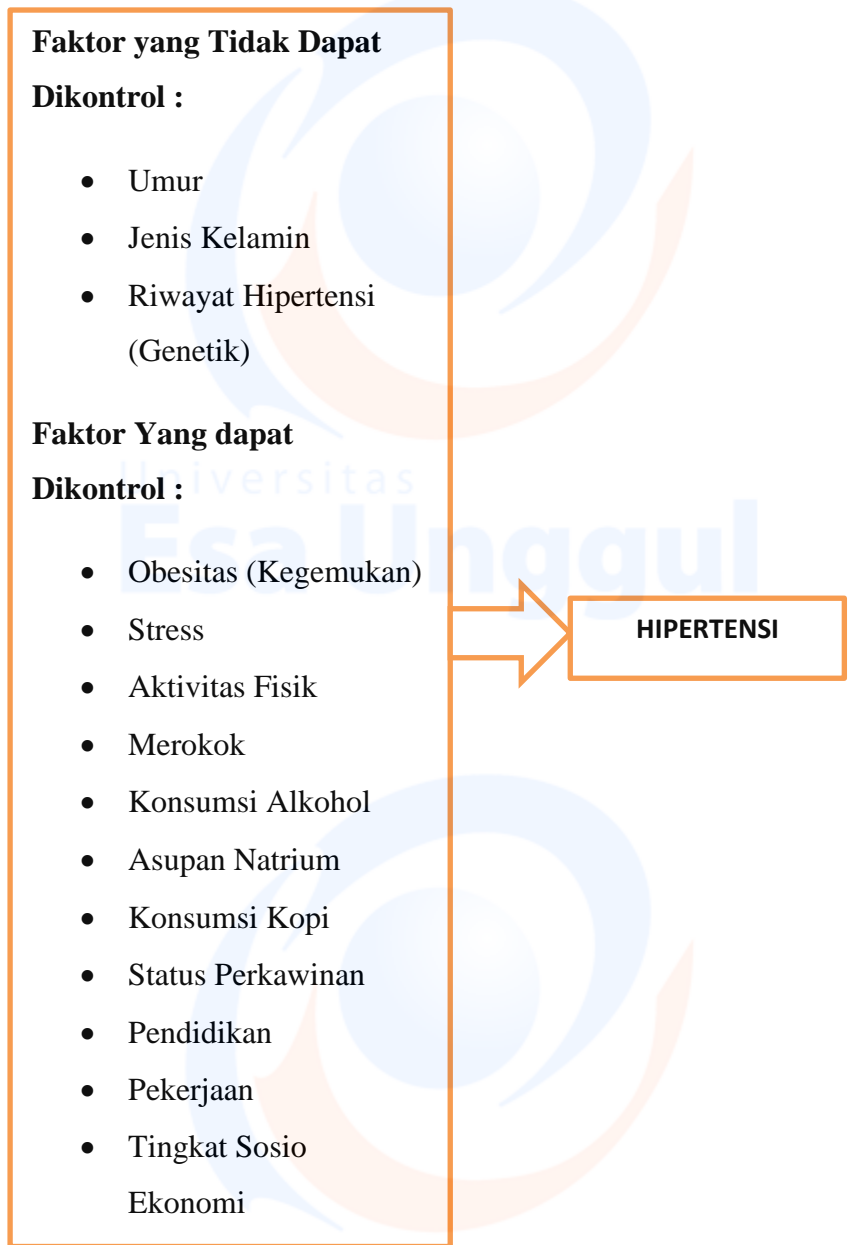 Faktor yang Tidak Dapat
Dikontrol :
• Umur
• Jenis Kelamin
• Riwayat Hipertensi
(Genetik)
Faktor Yang dapat
Dikontrol :
• Obesitas (Kegemukan)
• Stress
• Aktivitas Fisik
• Merokok
• Konsumsi Alkohol
• Asupan Natrium
• Konsumsi Kopi
• Status Perkawinan
• Pendidikan
• Pekerjaan
• Tingkat Sosio
Ekonomi
HIPERTENSI
Universitas
Esa Unggul